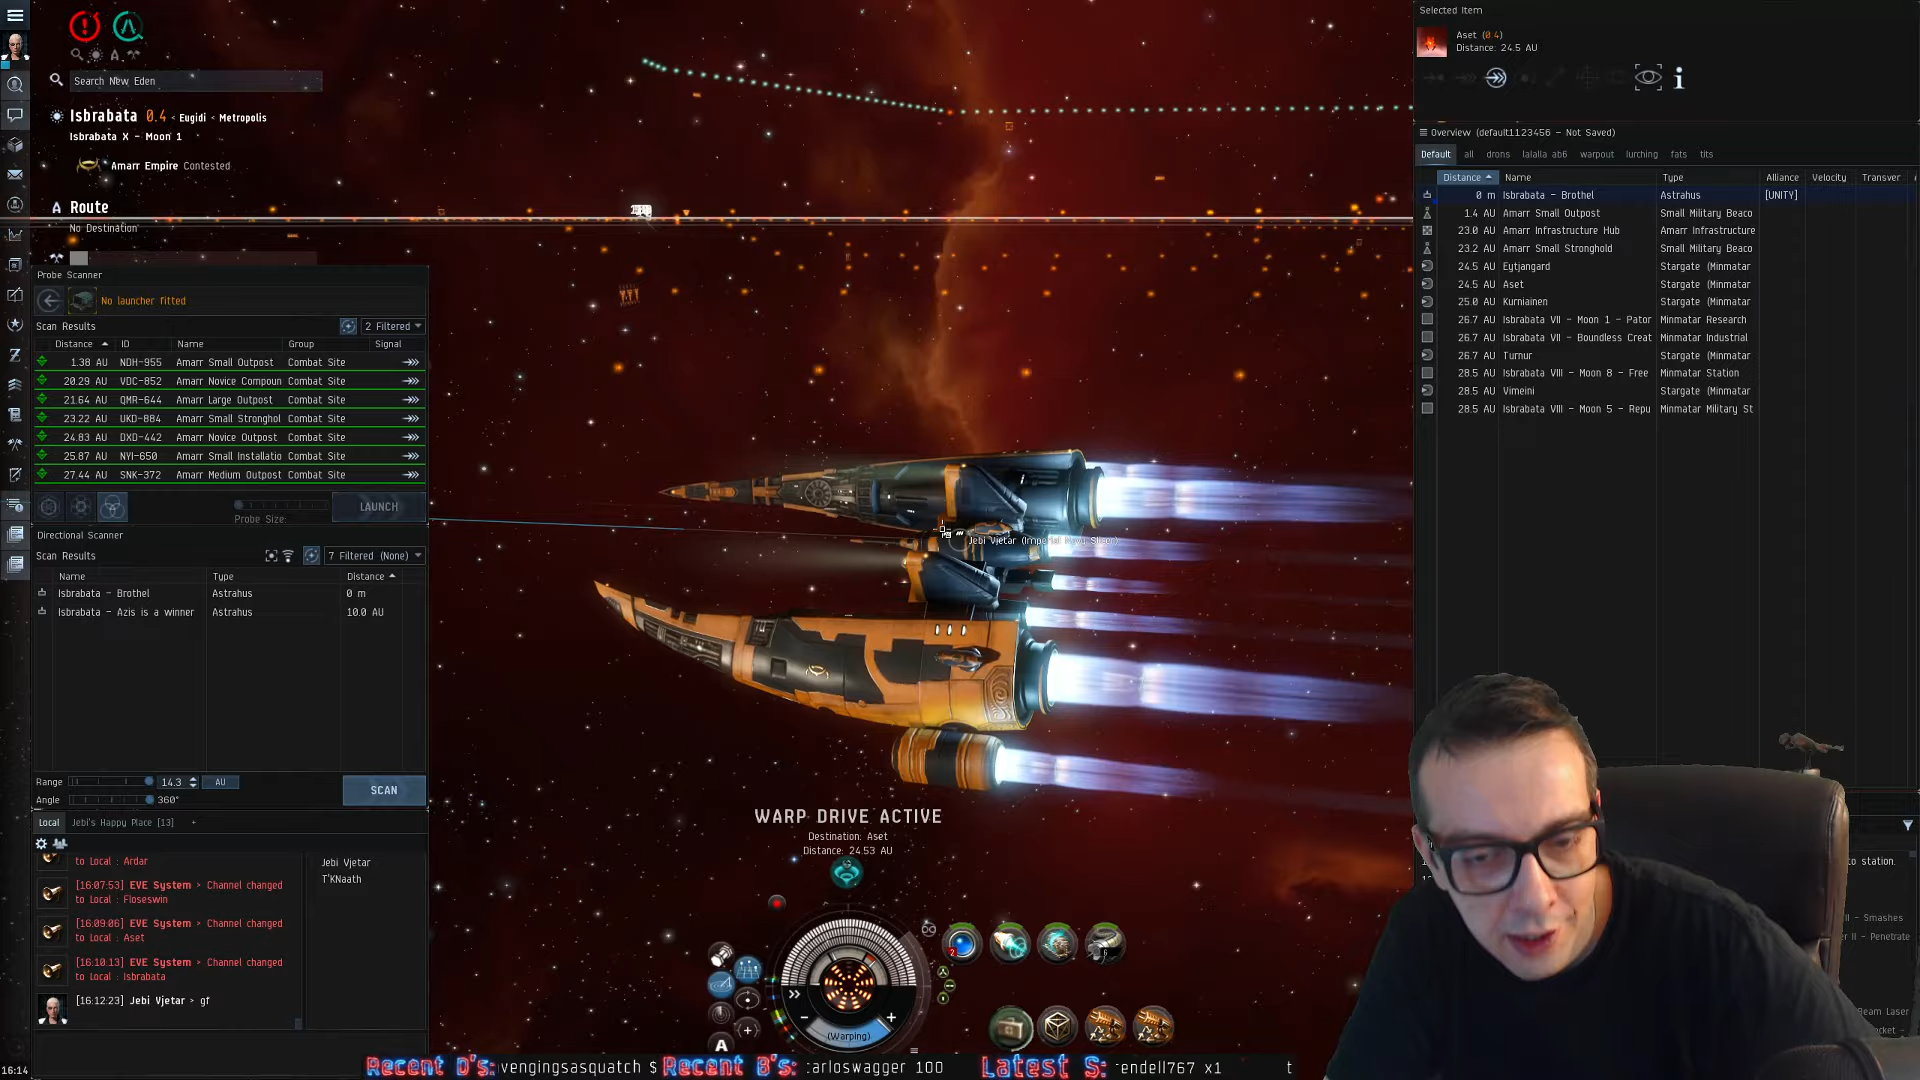 Search New Eden
Isbrabata 0.4 < Eugidi < Metropolis
Isbrabata X - Moon 1
Amarr Empire Contested
Route
No Destination
Probe Scanner
No launcher fitted
Scan Results
2 Filtered
Distance ID Name Group Signal
1.38 AU NDH-955 Amarr Small Outpost Combat Site
20.29 AU VDC-852 Amarr Novice Compoun Combat Site
21.64 AU QMR-644 Amarr Large Outpost Combat Site
23.22 AU UKD-884 Amarr Small Stronghol Combat Site
24.83 AU DXD-442 Amarr Novice Outpost Combat Site
25.87 AU NYI-650 Amarr Small Installatio Combat Site
27.44 AU SNK-372 Amarr Medium Outpost Combat Site
Probe Size:
LAUNCH
Directional Scanner
Scan Results
7 Filtered (None)
Name Type Distance
Isbrabata - Brothel Astrahus 0 m
Isbrabata - Azis is a winner Astrahus 10.0 AU
Range 14.3 AU
Angle 360°
SCAN
Local Jebi's Happy Place [13] +
to Local : Ardar
[16:07:53] EVE System > Channel changed
to Local : Floseswin
[16:09:06] EVE System > Channel changed
to Local : Aset
[16:10:13] EVE System > Channel changed
to Local : Isbrabata
[16:12:23] Jebi Vjetar > gf
Jebi Vjetar
T'KNaath
16:14
Jebi Vjetar (Imperial Navy Slicer)
WARP DRIVE ACTIVE
Destination: Aset
Distance: 24.53 AU
(Warping)
A
Recent D's: vengingsasquatch $ Recent B's: carloswagger 100 Latest S: rendell767 x1 t
Selected Item
Aset (0.4)
Distance: 24.5 AU
Overview (default1123456 - Not Saved)
Default all drons lalalla ab6 warpout lurching fats tits
Distance Name Type Alliance Velocity Transver
0 m Isbrabata - Brothel Astrahus [UNITY]
1.4 AU Amarr Small Outpost Small Military Beaco
23.0 AU Amarr Infrastructure Hub Amarr Infrastructure
23.2 AU Amarr Small Stronghold Small Military Beaco
24.5 AU Eytjangard Stargate (Minmatar
24.5 AU Aset Stargate (Minmatar
25.0 AU Kurniainen Stargate (Minmatar
26.7 AU Isbrabata VII - Moon 1 - Pator Minmatar Research
26.7 AU Isbrabata VII - Boundless Creat Minmatar Industrial
26.7 AU Turnur Stargate (Minmatar
28.5 AU Isbrabata VIII - Moon 8 - Free Minmatar Station
28.5 AU Vimeini Stargate (Minmatar
28.5 AU Isbrabata VIII - Moon 5 - Repu Minmatar Military St
to station.
II - Smashes
r II - Penetrate
Beam Laser